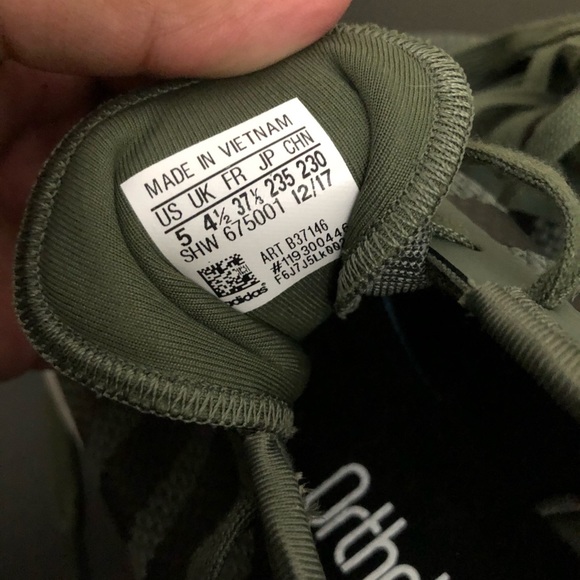 MADE IN VIETNAM
US UK FR JP CHN
5 4½ 37⅓ 235 230
SHW 675001 12/17
ART B37146
adidas
Ortho